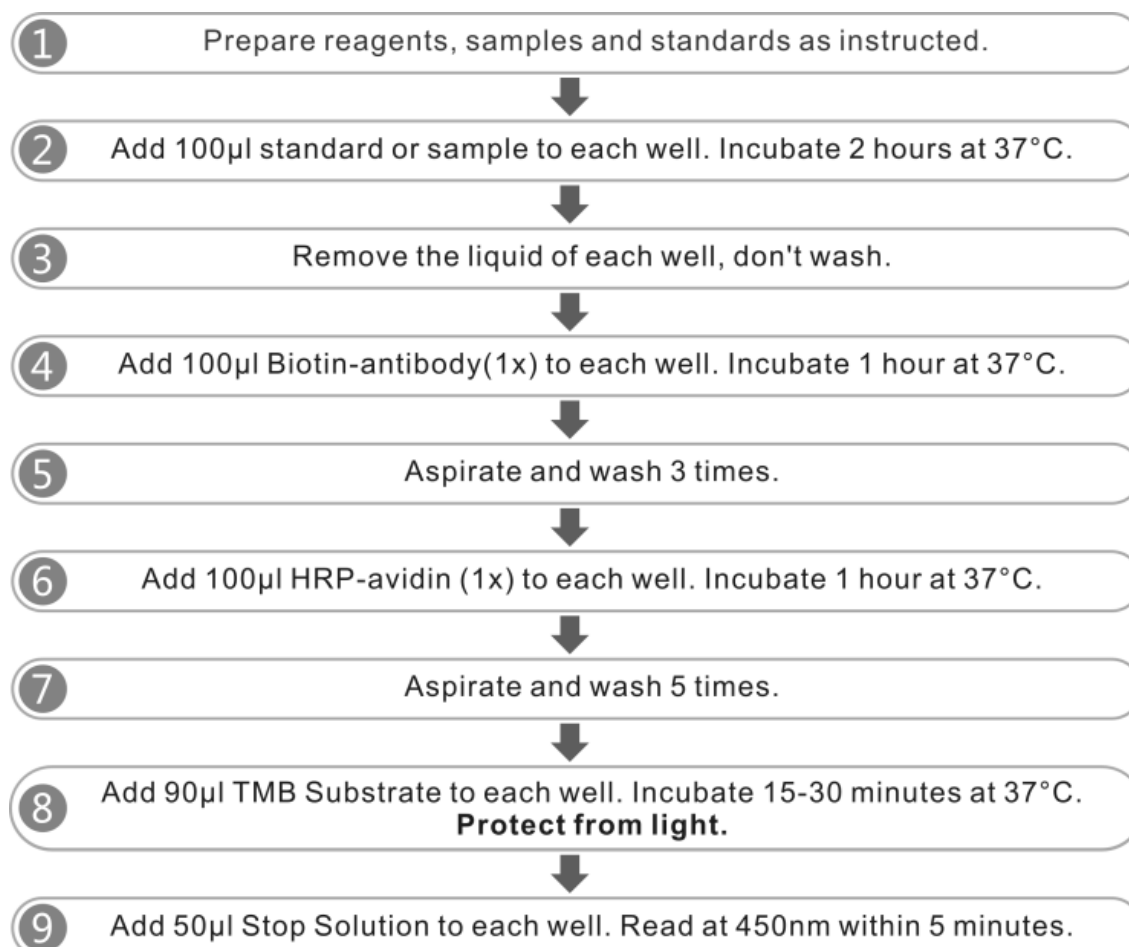 1 Prepare reagents, samples and standards as instructed.
2 Add 100μl standard or sample to each well. Incubate 2 hours at 37°C.
3 Remove the liquid of each well, don't wash.
4 Add 100μl Biotin-antibody(1x) to each well. Incubate 1 hour at 37°C.
5 Aspirate and wash 3 times.
6 Add 100μl HRP-avidin (1x) to each well. Incubate 1 hour at 37°C.
7 Aspirate and wash 5 times.
8 Add 90μl TMB Substrate to each well. Incubate 15-30 minutes at 37°C.
Protect from light.
9 Add 50μl Stop Solution to each well. Read at 450nm within 5 minutes.